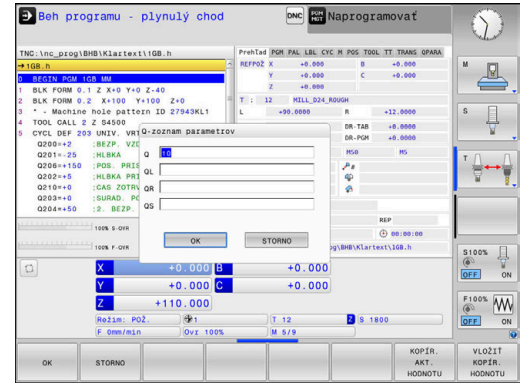 Beh programu - plynulý chod
DNC
PGM MGT
Naprogramovať
TNC:\nc_prog\BHB\Klartext\1GB.h
→1GB.h
0 BEGIN PGM 1GB MM
1 BLK FORM 0.1 Z X+0 Y+0 Z-40
2 BLK FORM 0.2 X+100 Y+100 Z+0
3 * - Machine hole pattern ID 27943KL1
4 TOOL CALL 2 Z S4500
5 CYCL DEF 203 UNIV. VRT
Q200=+2 ;BEZP. VZD
Q201=-25 ;HLBKA
Q206=+150 ;POS. PRIS
Q202=+5 ;HLBKA PRI
Q210=+0 ;CAS ZOTRV
Q203=+0 ;SURAD. PO
Q204=+50 ;2. BEZP.
100% S-OVR
100% F-OVR
Prehľad PGM PAL LBL CYC M POS TOOL TT TRANS QPARA
REFPOŽ X +0.000 B +0.000
Y +0.000 C +0.000
Z +0.000
T : 12 MILL_D24_ROUGH
L +90.0000 R +12.0000
DR-TAB +0.0000
DR-PGM +0.0000
M50 M5
REP
00:00:00
og\BHB\Klartext\1GB.h
Q-zoznam parametrov
Q 10
QL
QR
QS
OK STORNO
X +0.000 B +0.000
Y +0.000 C +0.000
Z +110.000
Režim: POŽ. 1 T 12 Z S 1800
F 0mm/min Ovr 100% M 5/9
M
S
T
S100%
OFF ON
F100%
OFF ON
OK
STORNO
KOPÍR. AKT. HODNOTU
VLOŽIŤ KOPÍR. HODNOTU